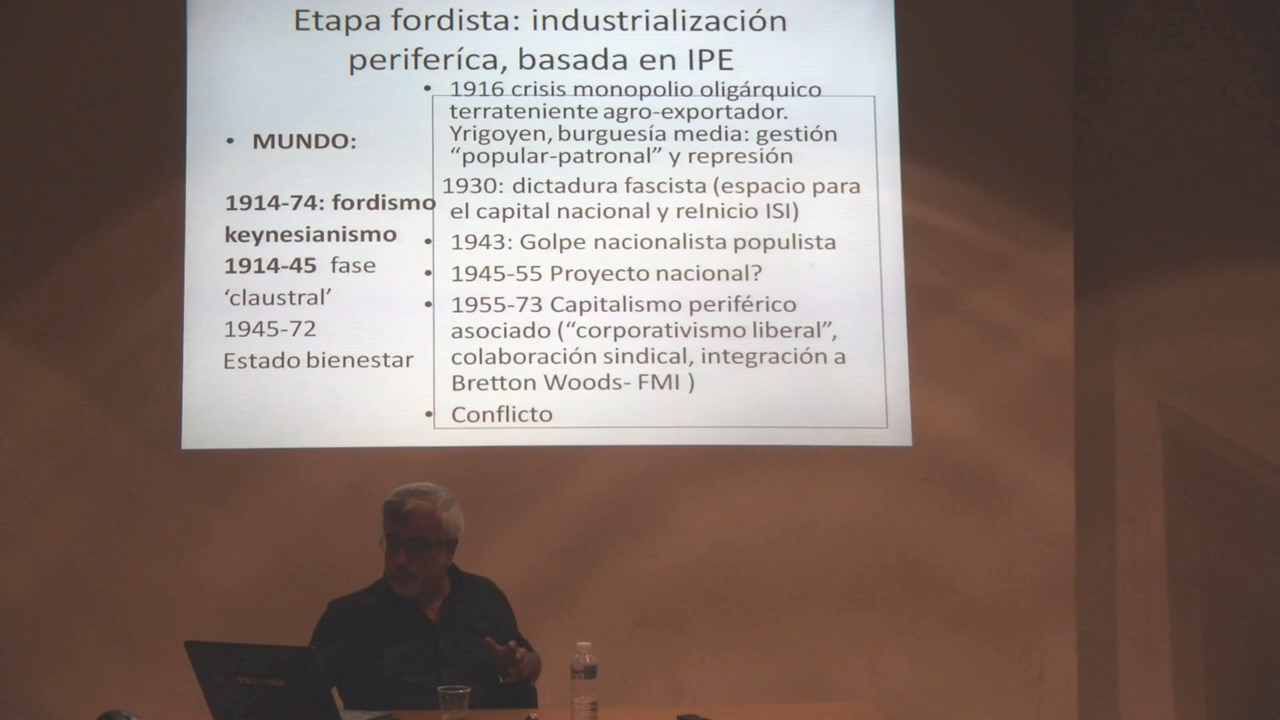 Etapa fordista: industrialización
periferíca, basada en IPE
• MUNDO:
1914-74: fordismo
keynesianismo
1914-45 fase
‘claustral’
1945-72
Estado bienestar
• 1916 crisis monopolio oligárquico
terrateniente agro-exportador.
Yrigoyen, burguesía media: gestión
“popular-patronal” y represión
1930: dictadura fascista (espacio para
el capital nacional y reInicio ISI)
• 1943: Golpe nacionalista populista
• 1945-55 Proyecto nacional?
• 1955-73 Capitalismo periférico
asociado (“corporativismo liberal”,
colaboración sindical, integración a
Bretton Woods- FMI )
• Conflicto
TOSHIBA